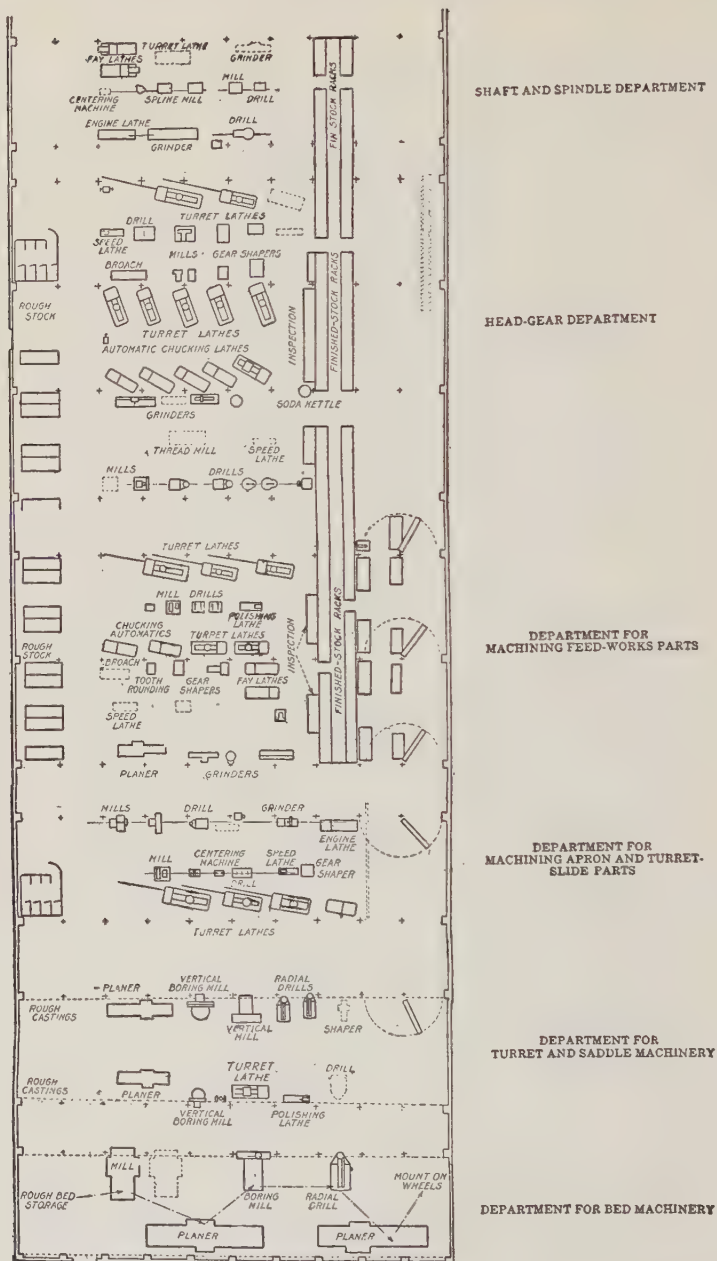 TURRET LATHE
FAY LATHES
GRINDER
MILL
CENTERING
MACHINE
SPLINE MILL
DRILL
FIN STOCK RACKS
SHAFT AND SPINDLE DEPARTMENT
ENGINE LATHE
GRINDER
DRILL
TURRET LATHES
DRILL
SPEED
LATHE
MILLS
GEAR SHAPERS
BROACH
ROUGH
STOCK
TURRET LATHES
INSPECTION
FINISHED-STOCK RACKS
HEAD-GEAR DEPARTMENT
AUTOMATIC CHUCKING LATHES
GRINDERS
SODA KETTLE
THREAD MILL
SPEED
LATHE
MILLS
DRILLS
TURRET LATHES
MILL
DRILLS
POLISHING
LATHE
CHUCKING
AUTOMATICS
TURRET LATHES
INSPECTION
FINISHED-STOCK RACKS
DEPARTMENT FOR
MACHINING FEED-WORKS PARTS
ROUGH
STOCK
BROACH
TOOTH
ROUNDING
GEAR
SHAPERS
FAY LATHES
SPEED
LATHE
PLANER
GRINDERS
MILLS
DRILL
GRINDER
ENGINE
LATHE
MILL
CENTERING
MACHINE
SPEED
LATHE
GEAR
SHAPER
DRILL
DEPARTMENT FOR
MACHINING APRON AND TURRET-
SLIDE PARTS
TURRET LATHES
PLANER
VERTICAL
BORING MILL
RADIAL
DRILLS
ROUGH
CASTINGS
VERTICAL
MILL
SHAPER
DEPARTMENT FOR
TURRET AND SADDLE MACHINERY
TURRET
LATHE
DRILL
ROUGH
CASTINGS
PLANER
VERTICAL
BORING MILL
POLISHING
LATHE
MILL
MOUNT ON
WHEELS
ROUGH BED
STORAGE
BORING
MILL
RADIAL
DRILL
DEPARTMENT FOR BED MACHINERY
PLANER
PLANER